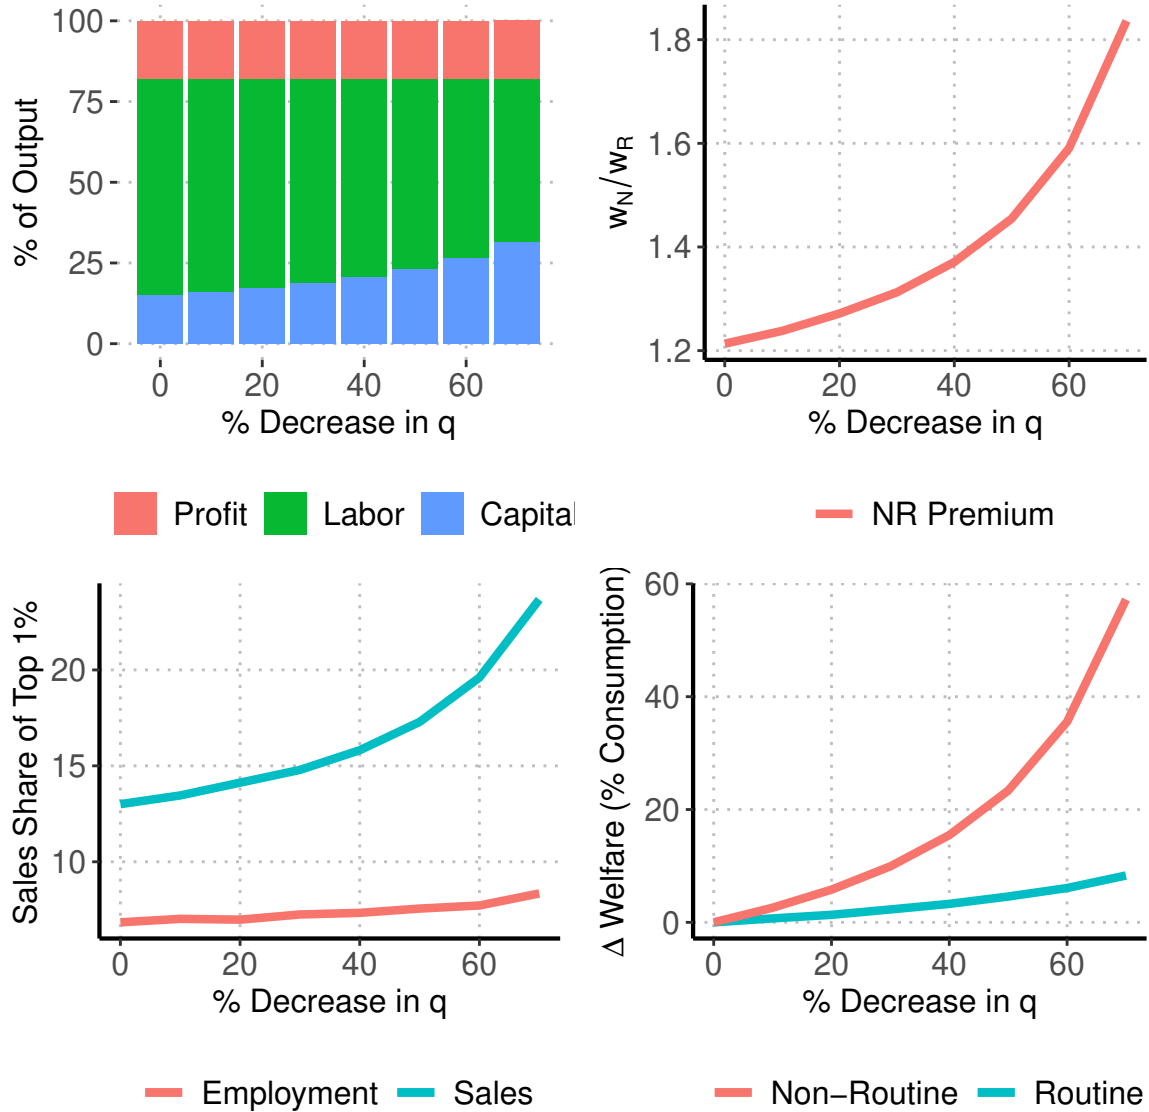 % of Output
100
75
50
25
0
0 20 40 60
% Decrease in q
Profit Labor Capital
w_N/w_R
1.8
1.6
1.4
1.2
0 20 40 60
% Decrease in q
NR Premium
Sales Share of Top 1%
20
15
10
0 20 40 60
% Decrease in q
Employment Sales
Δ Welfare (% Consumption)
60
40
20
0
0 20 40 60
% Decrease in q
Non−Routine Routine